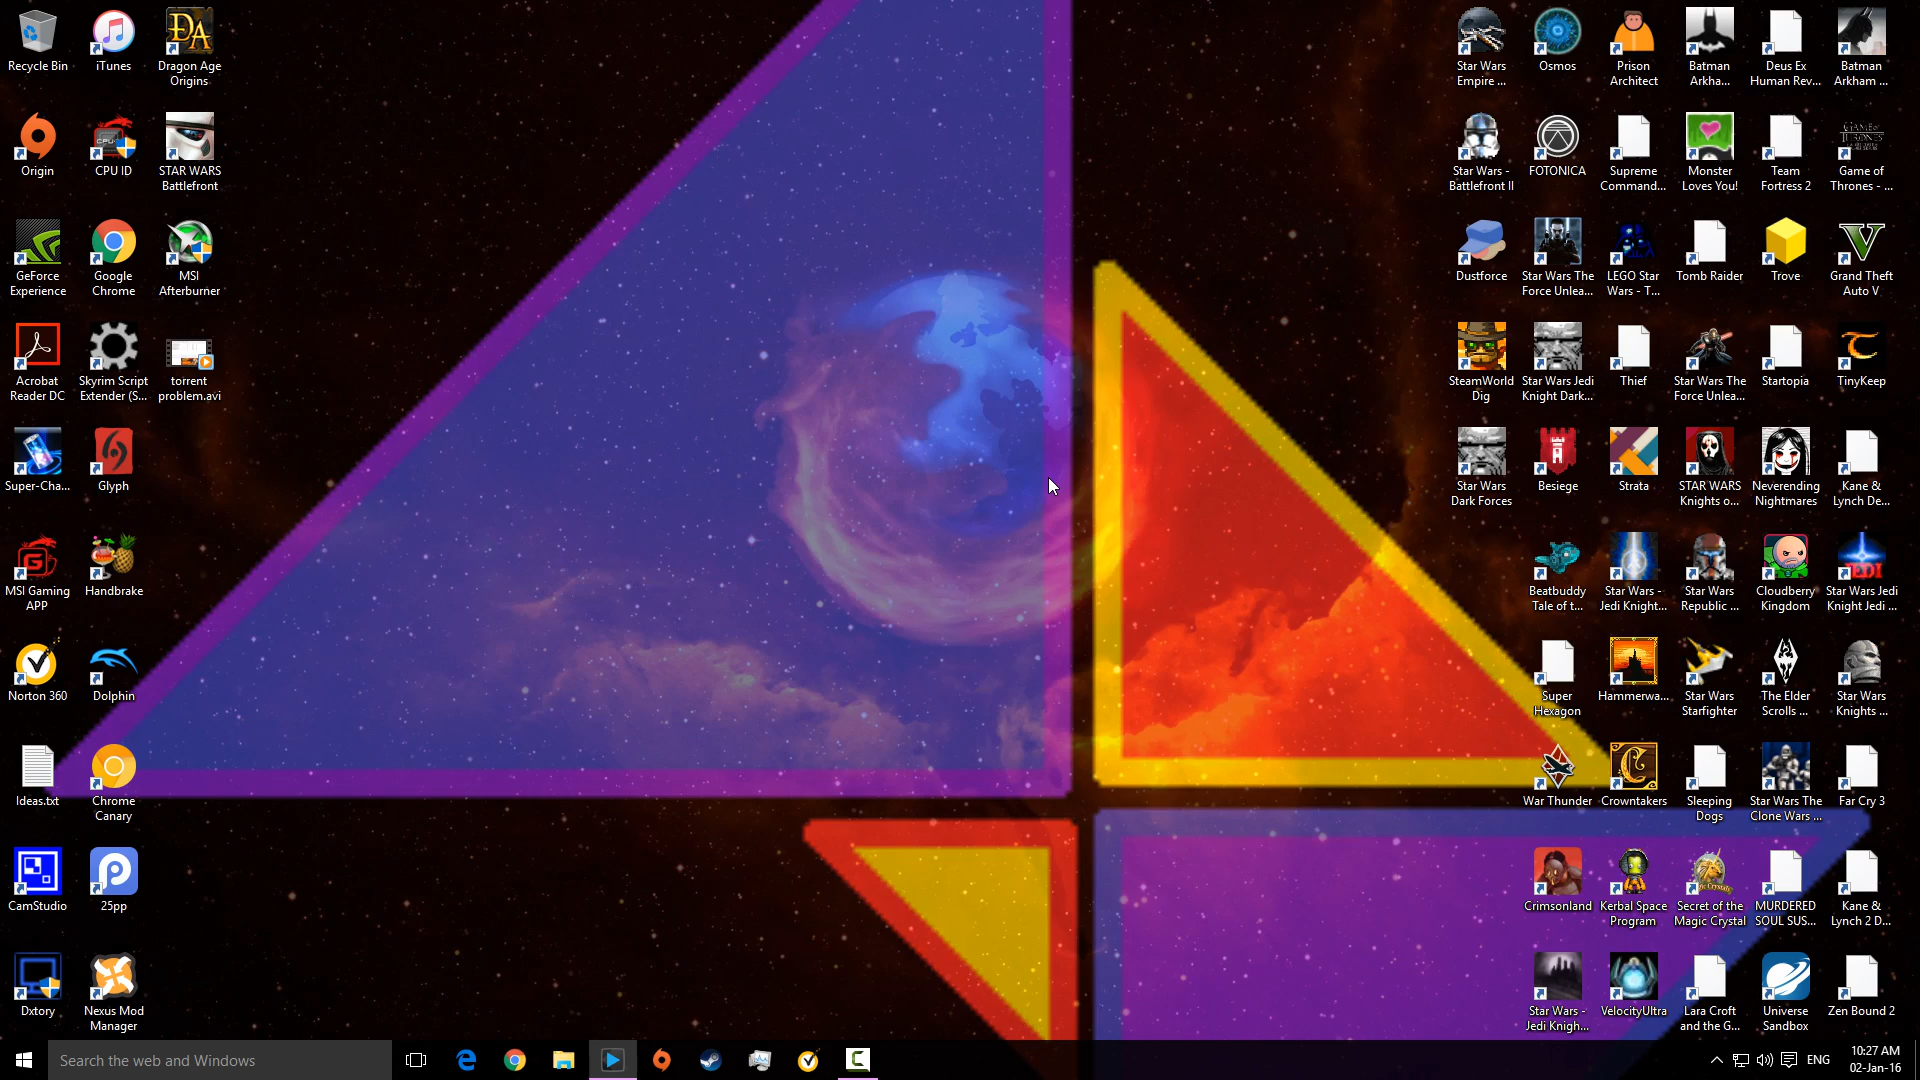 Recycle Bin
iTunes
Dragon Age
Origins
Origin
CPU ID
STAR WARS
Battlefront
GeForce
Experience
Google
Chrome
MSI
Afterburner
Acrobat
Reader DC
Skyrim Script
Extender (S...
torrent
problem.avi
Super-Cha...
Glyph
MSI Gaming
APP
Handbrake
Norton 360
Dolphin
Ideas.txt
Chrome
Canary
CamStudio
25pp
Dxtory
Nexus Mod
Manager
Star Wars
Empire ...
Osmos
Prison
Architect
Batman
Arkha...
Deus Ex
Human Rev...
Batman
Arkham ...
Star Wars -
Battlefront II
FOTONICA
Supreme
Command...
Monster
Loves You!
Team
Fortress 2
Game of
Thrones - ...
Dustforce
Star Wars The
Force Unlea...
LEGO Star
Wars - T...
Tomb Raider
Trove
Grand Theft
Auto V
SteamWorld
Dig
Star Wars Jedi
Knight Dark...
Thief
Star Wars The
Force Unlea...
Startopia
TinyKeep
Star Wars
Dark Forces
Besiege
Strata
STAR WARS
Knights o...
Neverending
Nightmares
Kane &
Lynch De...
Beatbuddy
Tale of t...
Star Wars -
Jedi Knight...
Star Wars
Republic ...
Cloudberry
Kingdom
Star Wars Jedi
Knight Jedi ...
Super
Hexagon
Hammerwa...
Star Wars
Starfighter
The Elder
Scrolls ...
Star Wars
Knights ...
War Thunder
Crowntakers
Sleeping
Dogs
Star Wars The
Clone Wars ...
Far Cry 3
Crimsonland
Kerbal Space
Program
Secret of the
Magic Crystal
MURDERED
SOUL SUS...
Kane &
Lynch 2 D...
Star Wars -
Jedi Knigh...
VelocityUltra
Lara Croft
and the G...
Universe
Sandbox
Zen Bound 2
Search the web and Windows
ENG
10:27 AM
02-Jan-16